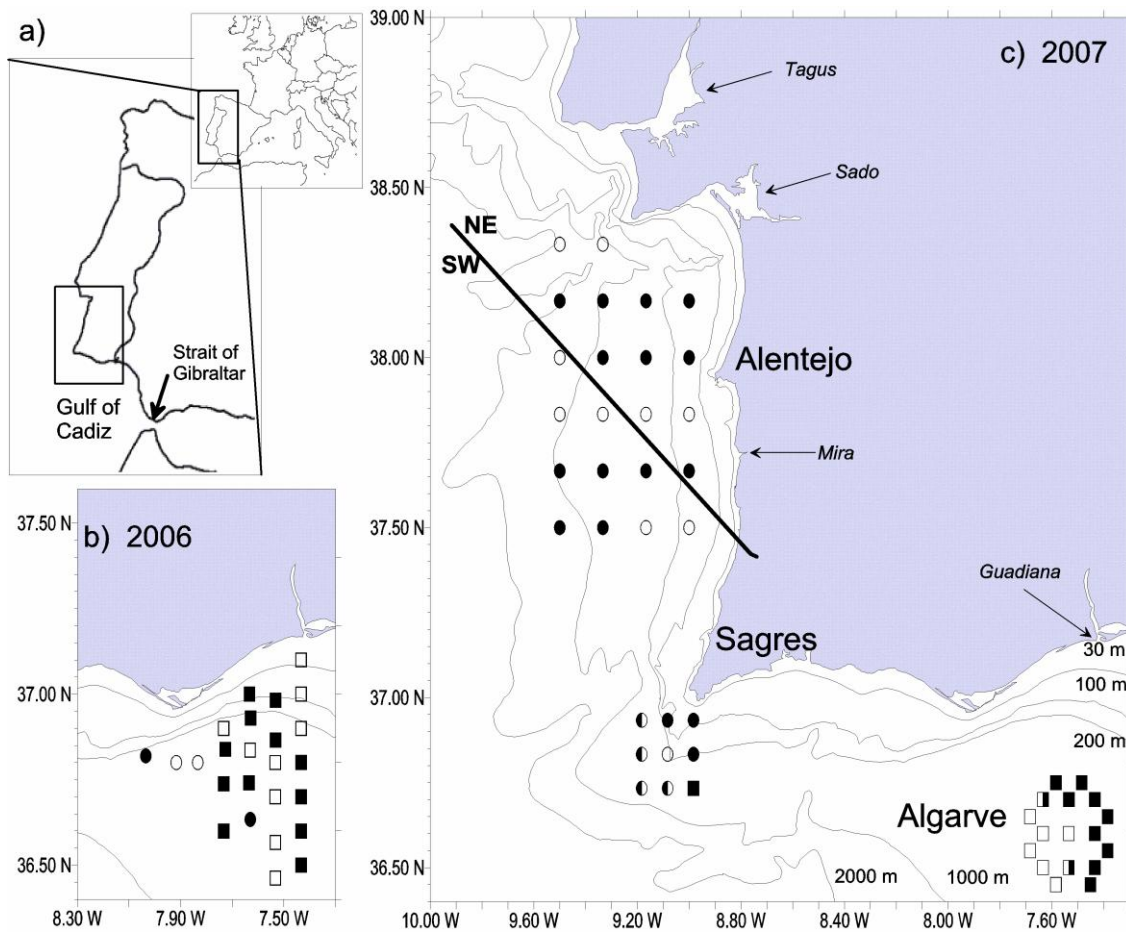 a)
Strait of
Gibraltar
Gulf of
Cadiz
b) 2006
37.50 N
37.00 N
36.50 N
8.30 W
7.90 W
7.50 W
c) 2007
39.00 N
38.50 N
38.00 N
37.50 N
37.00 N
36.50 N
Tagus
Sado
NE
SW
Alentejo
Mira
Guadiana
Sagres
30 m
100 m
200 m
Algarve
2000 m
1000 m
10.00 W
9.60 W
9.20 W
8.80 W
8.40 W
8.00 W
7.60 W